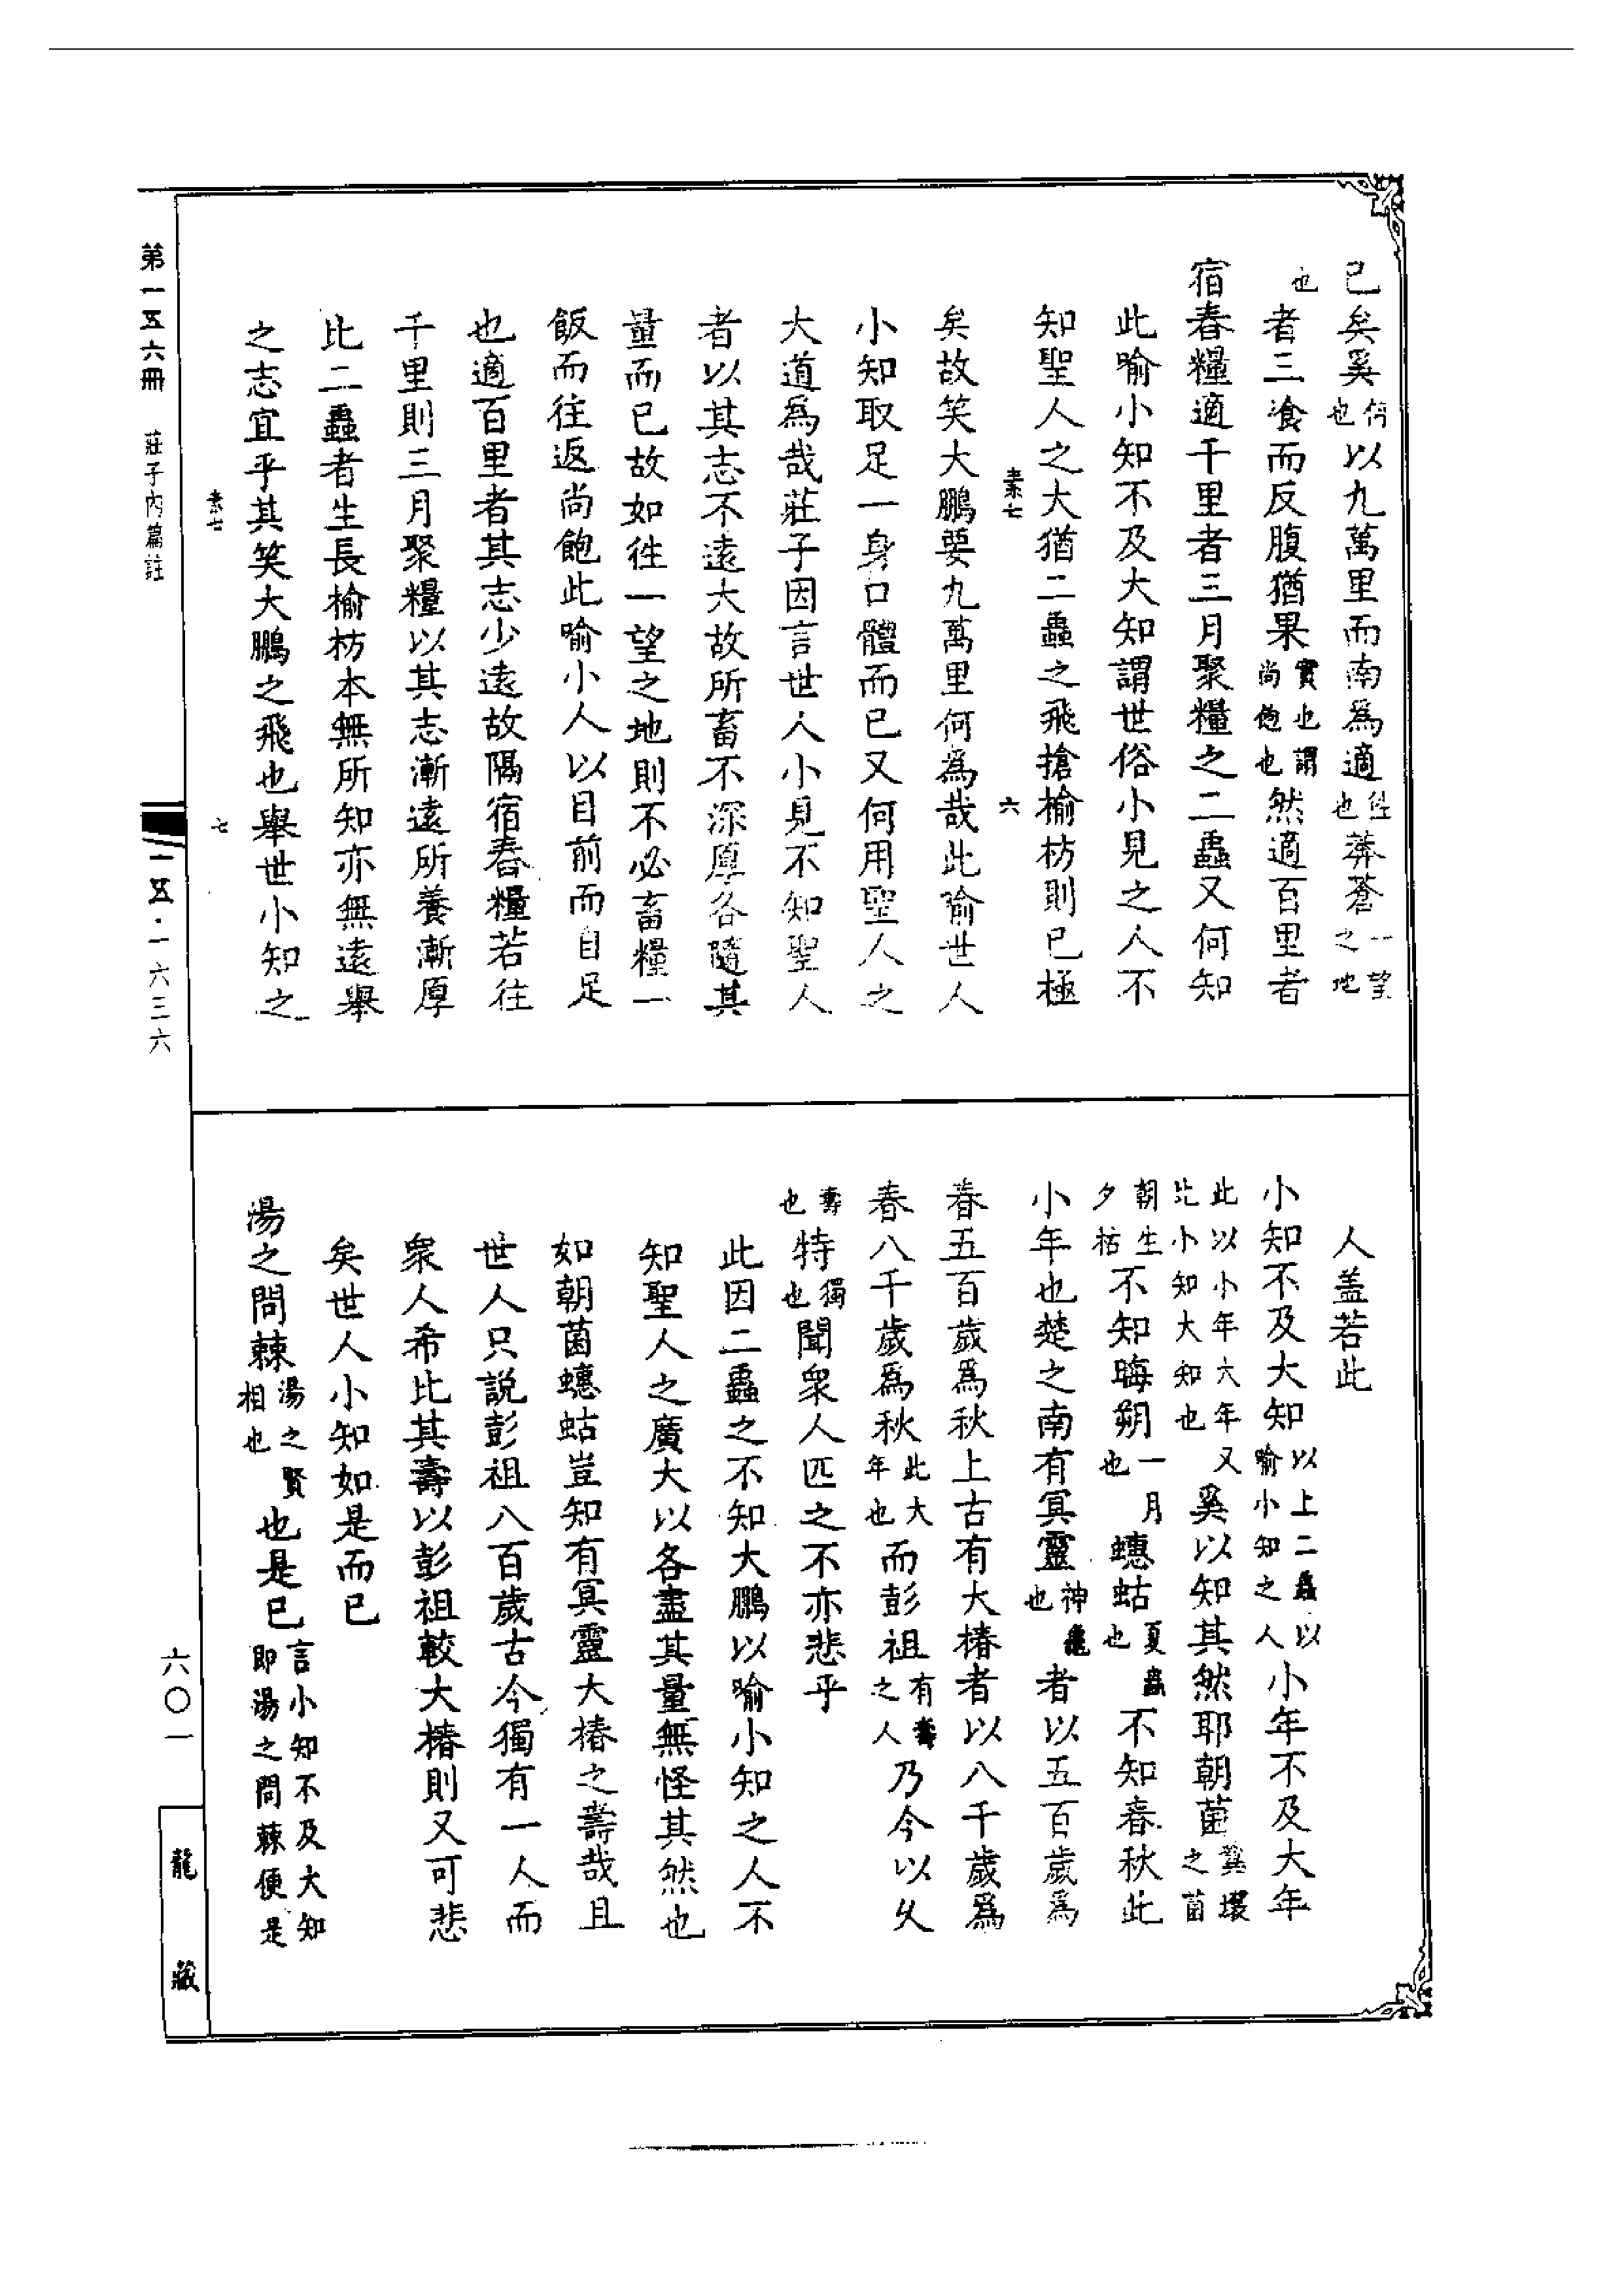 已矣奚何也以九萬里而南爲適徃也莽蒼一望之地
也者三飡而反腹猶果實也謂尚飽也然適百里者
宿舂糧適千里者三月聚糧之二蟲又何知
此喻小知不及大知謂世俗小見之人不
知聖人之大猶二蟲之飛搶榆枋則已極
素七 六
矣故笑大鵬要九萬里何爲哉此喻世人
小知取足一身口體而已又何用聖人之
大道爲哉莊子因言世人小見不知聖人
者以其志不遠大故所畜不深厚各隨其
量而已故如徃一望之地則不必畜糧一
飯而往返尚飽此喻小人以目前而自足
也適百里者其志少遠故隔宿舂糧若往
千里則三月聚糧以其志漸遠所養漸厚
比二蟲者生長榆枋本無所知亦無遠舉
之志宜乎其笑大鵬之飛也舉世小知之
素七 七
人盖若此
小知不及大知以上二蟲以喻小知之人小年不及大年
此以小年六年又比小知大知也奚以知其然耶朝菌糞壤之菌
朝生夕枯不知晦朔一月也蟪蛄夏蟲也不知春秋此
小年也楚之南有冥靈神龜也者以五百歲爲
春五百歲爲秋上古有大椿者以八千歲爲
春八千歲爲秋此大年也而彭祖有壽之人乃今以久
壽也特獨也聞衆人匹之不亦悲乎
此因二蟲之不知大鵬以喻小知之人不
知聖人之廣大以各盡其量無怪其然也
如朝菌蟪蛄豈知有冥靈大椿之壽哉且
世人只說彭祖八百歲古今獨有一人而
衆人希比其壽以彭祖較大椿則又可悲
矣世人小知如是而已
湯之問棘湯之賢相也也是已言小知不及大知即湯之問棘便是
第一五六冊 莊子內篇註
一五·一六三六
六〇一
龍藏